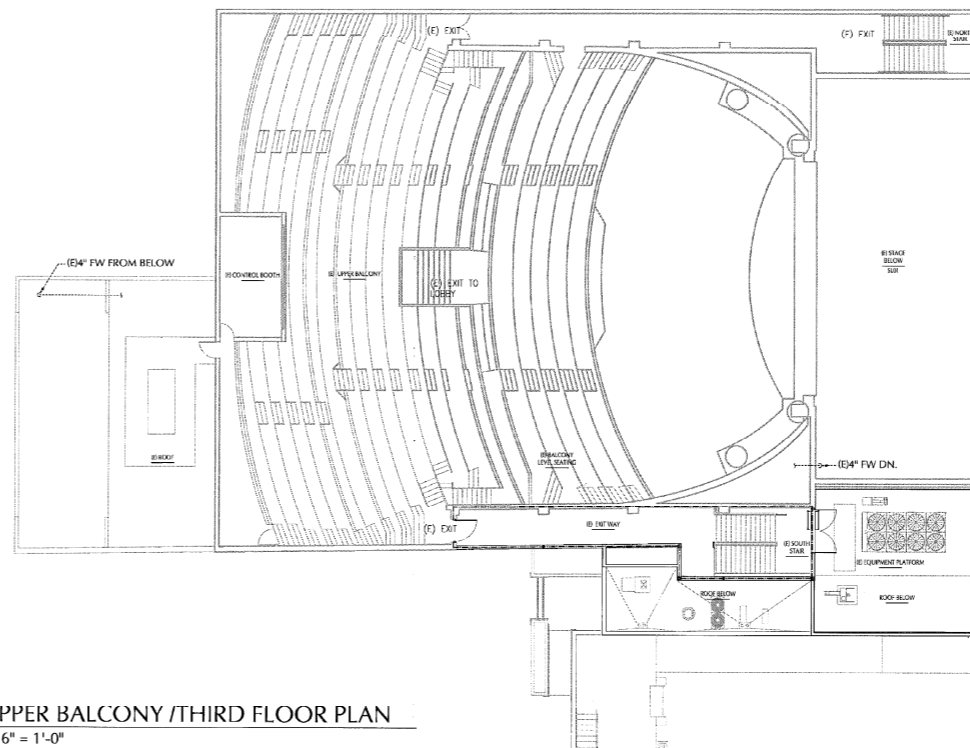 (E) EXIT
(E) EXIT
(E) NORTH
STAIR
(E)4" FW FROM BELOW
(E) STAGE
BELOW
(E) CONTROL BOOTH
(E) UPPER BALCONY
(E) EXIT TO
LOBBY
(E) BALCONY
LEVEL SEATING
(E) ROOF
(E)4" FW DN.
(E) EXIT
(E) EXIT WAY
(E) SOUTH
STAIR
(E) EQUIPMENT PLATFORM
ROOF BELOW
ROOF BELOW
PPER BALCONY /THIRD FLOOR PLAN
6" = 1'-0"